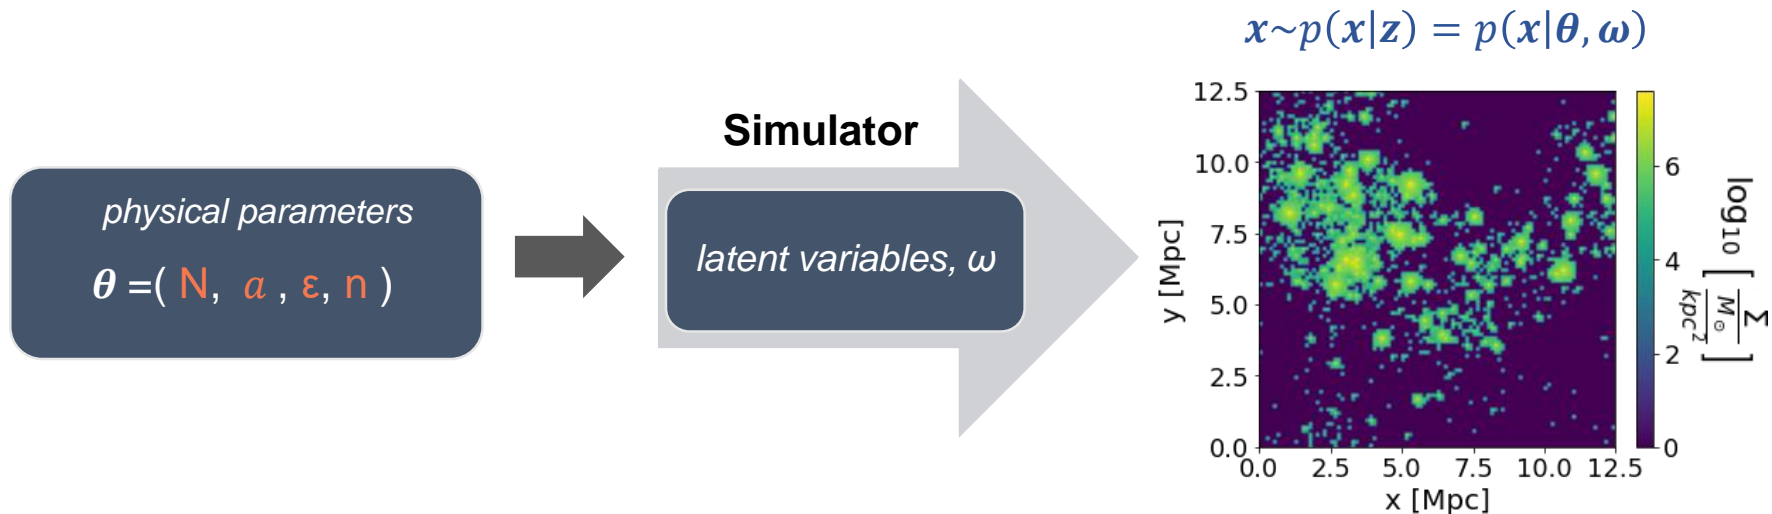 x~p(x|z) = p(x|θ, ω)
Simulator
physical parameters
θ =( N, a , ε, n )
latent variables, ω
12.5
10.0
7.5
5.0
2.5
0.0
y [Mpc]
0.0 2.5 5.0 7.5 10.0 12.5
x [Mpc]
6
4
2
0
log₁₀ [ Σ / (M⊙ / kpc²) ]